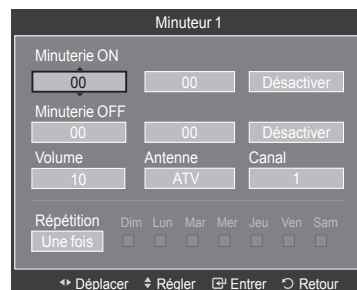 Minuteur 1
Minuterie ON
00 00 Désactiver
Minuterie OFF
00 00 Désactiver
Volume Antenne Canal
10 ATV 1
Répétition Dim Lun Mar Mer Jeu Ven Sam
Une fois
Déplacer Régler Entrer Retour